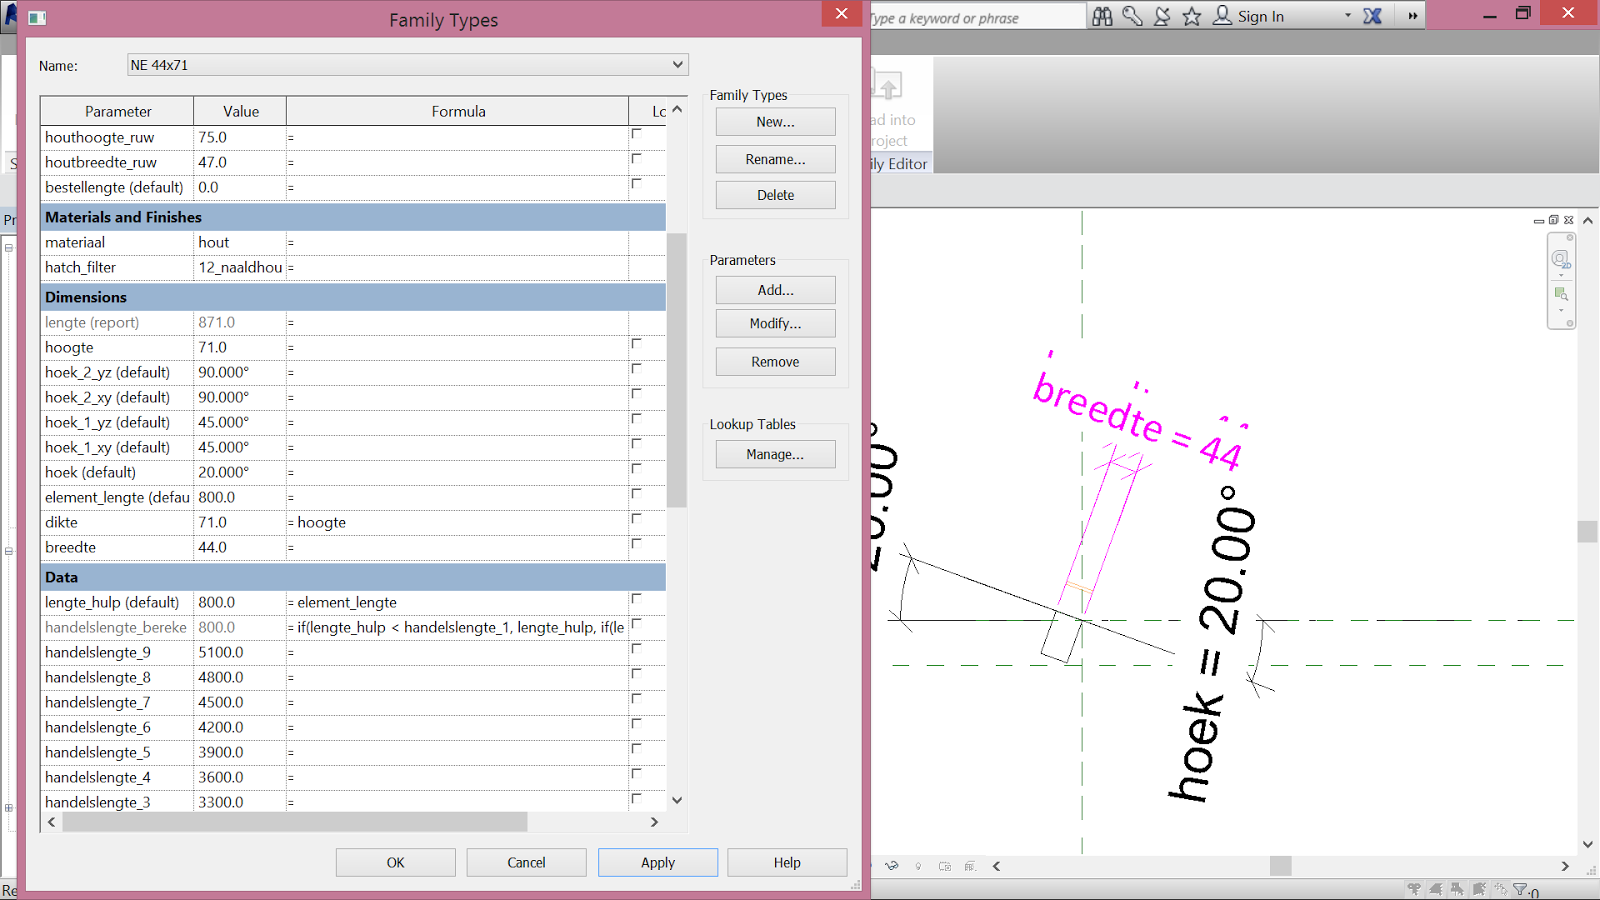 Family Types
Type a keyword or phrase
Sign In
Name:
NE 44x71
Parameter Value Formula Lo
houthoogte_ruw 75.0 =
houtbreedte_ruw 47.0 =
bestellengte (default) 0.0 =
Materials and Finishes
materiaal hout =
hatch_filter 12_naaldhou =
Dimensions
lengte (report) 871.0 =
hoogte 71.0 =
hoek_2_yz (default) 90.000° =
hoek_2_xy (default) 90.000° =
hoek_1_yz (default) 45.000° =
hoek_1_xy (default) 45.000° =
hoek (default) 20.000° =
element_lengte (defau 800.0 =
dikte 71.0 = hoogte
breedte 44.0 =
Data
lengte_hulp (default) 800.0 = element_lengte
handelslengte_bereke 800.0 = if(lengte_hulp < handelslengte_1, lengte_hulp, if(le
handelslengte_9 5100.0 =
handelslengte_8 4800.0 =
handelslengte_7 4500.0 =
handelslengte_6 4200.0 =
handelslengte_5 3900.0 =
handelslengte_4 3600.0 =
handelslengte_3 3300.0 =
Family Types
New...
Rename...
Delete
Parameters
Add...
Modify...
Remove
Lookup Tables
Manage...
OK Cancel Apply Help
ad into
roject
ily Editor
Pr
Re
2D
breedte = 44
20.00°
hoek = 20.00°
:0